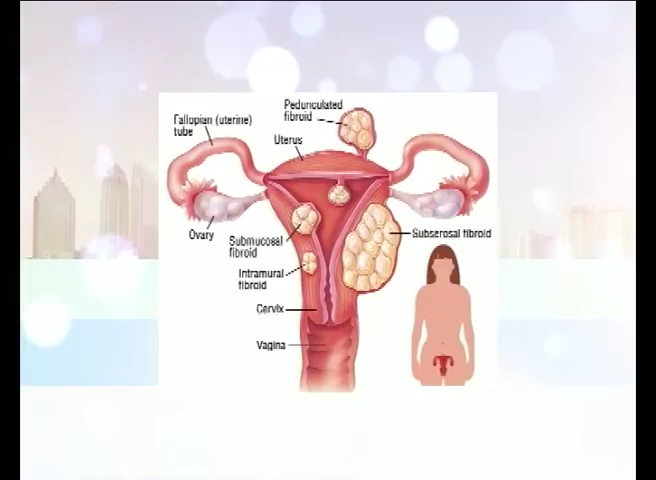 Pedunculated
fibroid
Fallopian (uterine)
tube
Uterus
Ovary
Submucosal
fibroid
Subserosal fibroid
Intramural
fibroid
Cervix
Vagina